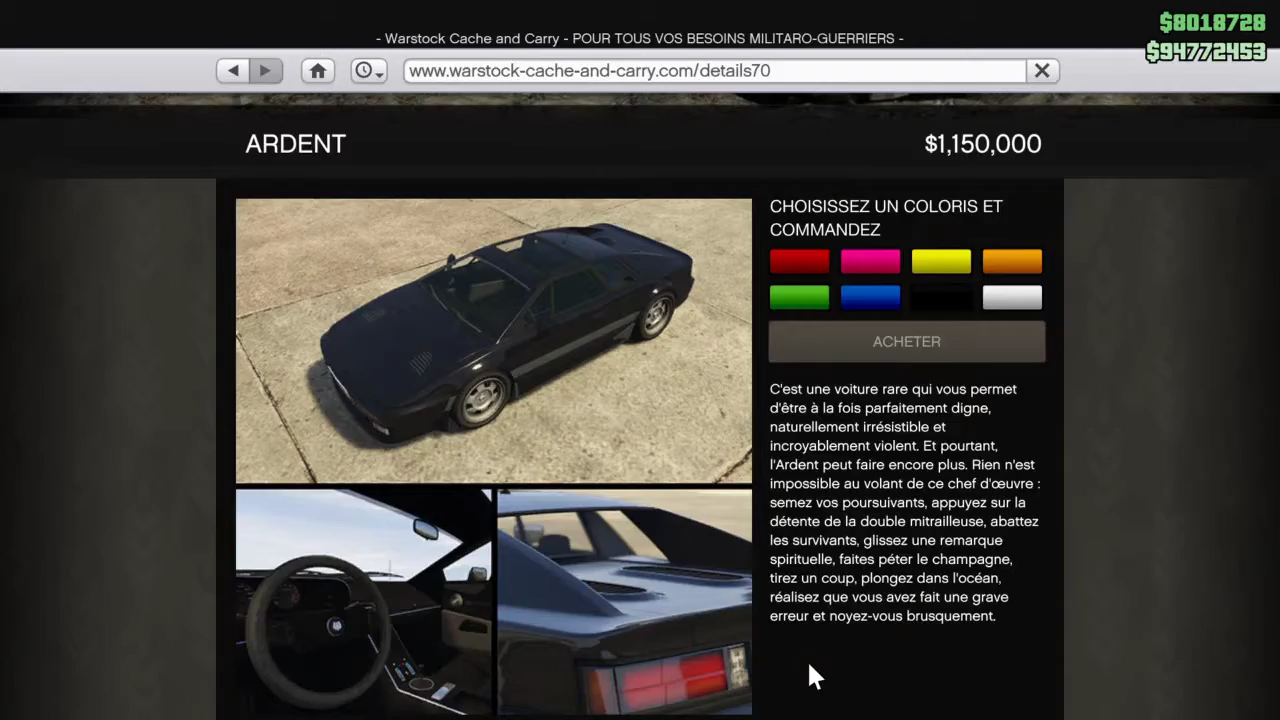 $8018728
- Warstock Cache and Carry - POUR TOUS VOS BESOINS MILITARO-GUERRIERS -
$94772453
www.warstock-cache-and-carry.com/details70
ARDENT
$1,150,000
CHOISISSEZ UN COLORIS ET
COMMANDEZ
ACHETER
C'est une voiture rare qui vous permet
d'être à la fois parfaitement digne,
naturellement irrésistible et
incroyablement violent. Et pourtant,
l'Ardent peut faire encore plus. Rien n'est
impossible au volant de ce chef d'œuvre :
semez vos poursuivants, appuyez sur la
détente de la double mitrailleuse, abattez
les survivants, glissez une remarque
spirituelle, faites péter le champagne,
tirez un coup, plongez dans l'océan,
réalisez que vous avez fait une grave
erreur et noyez-vous brusquement.